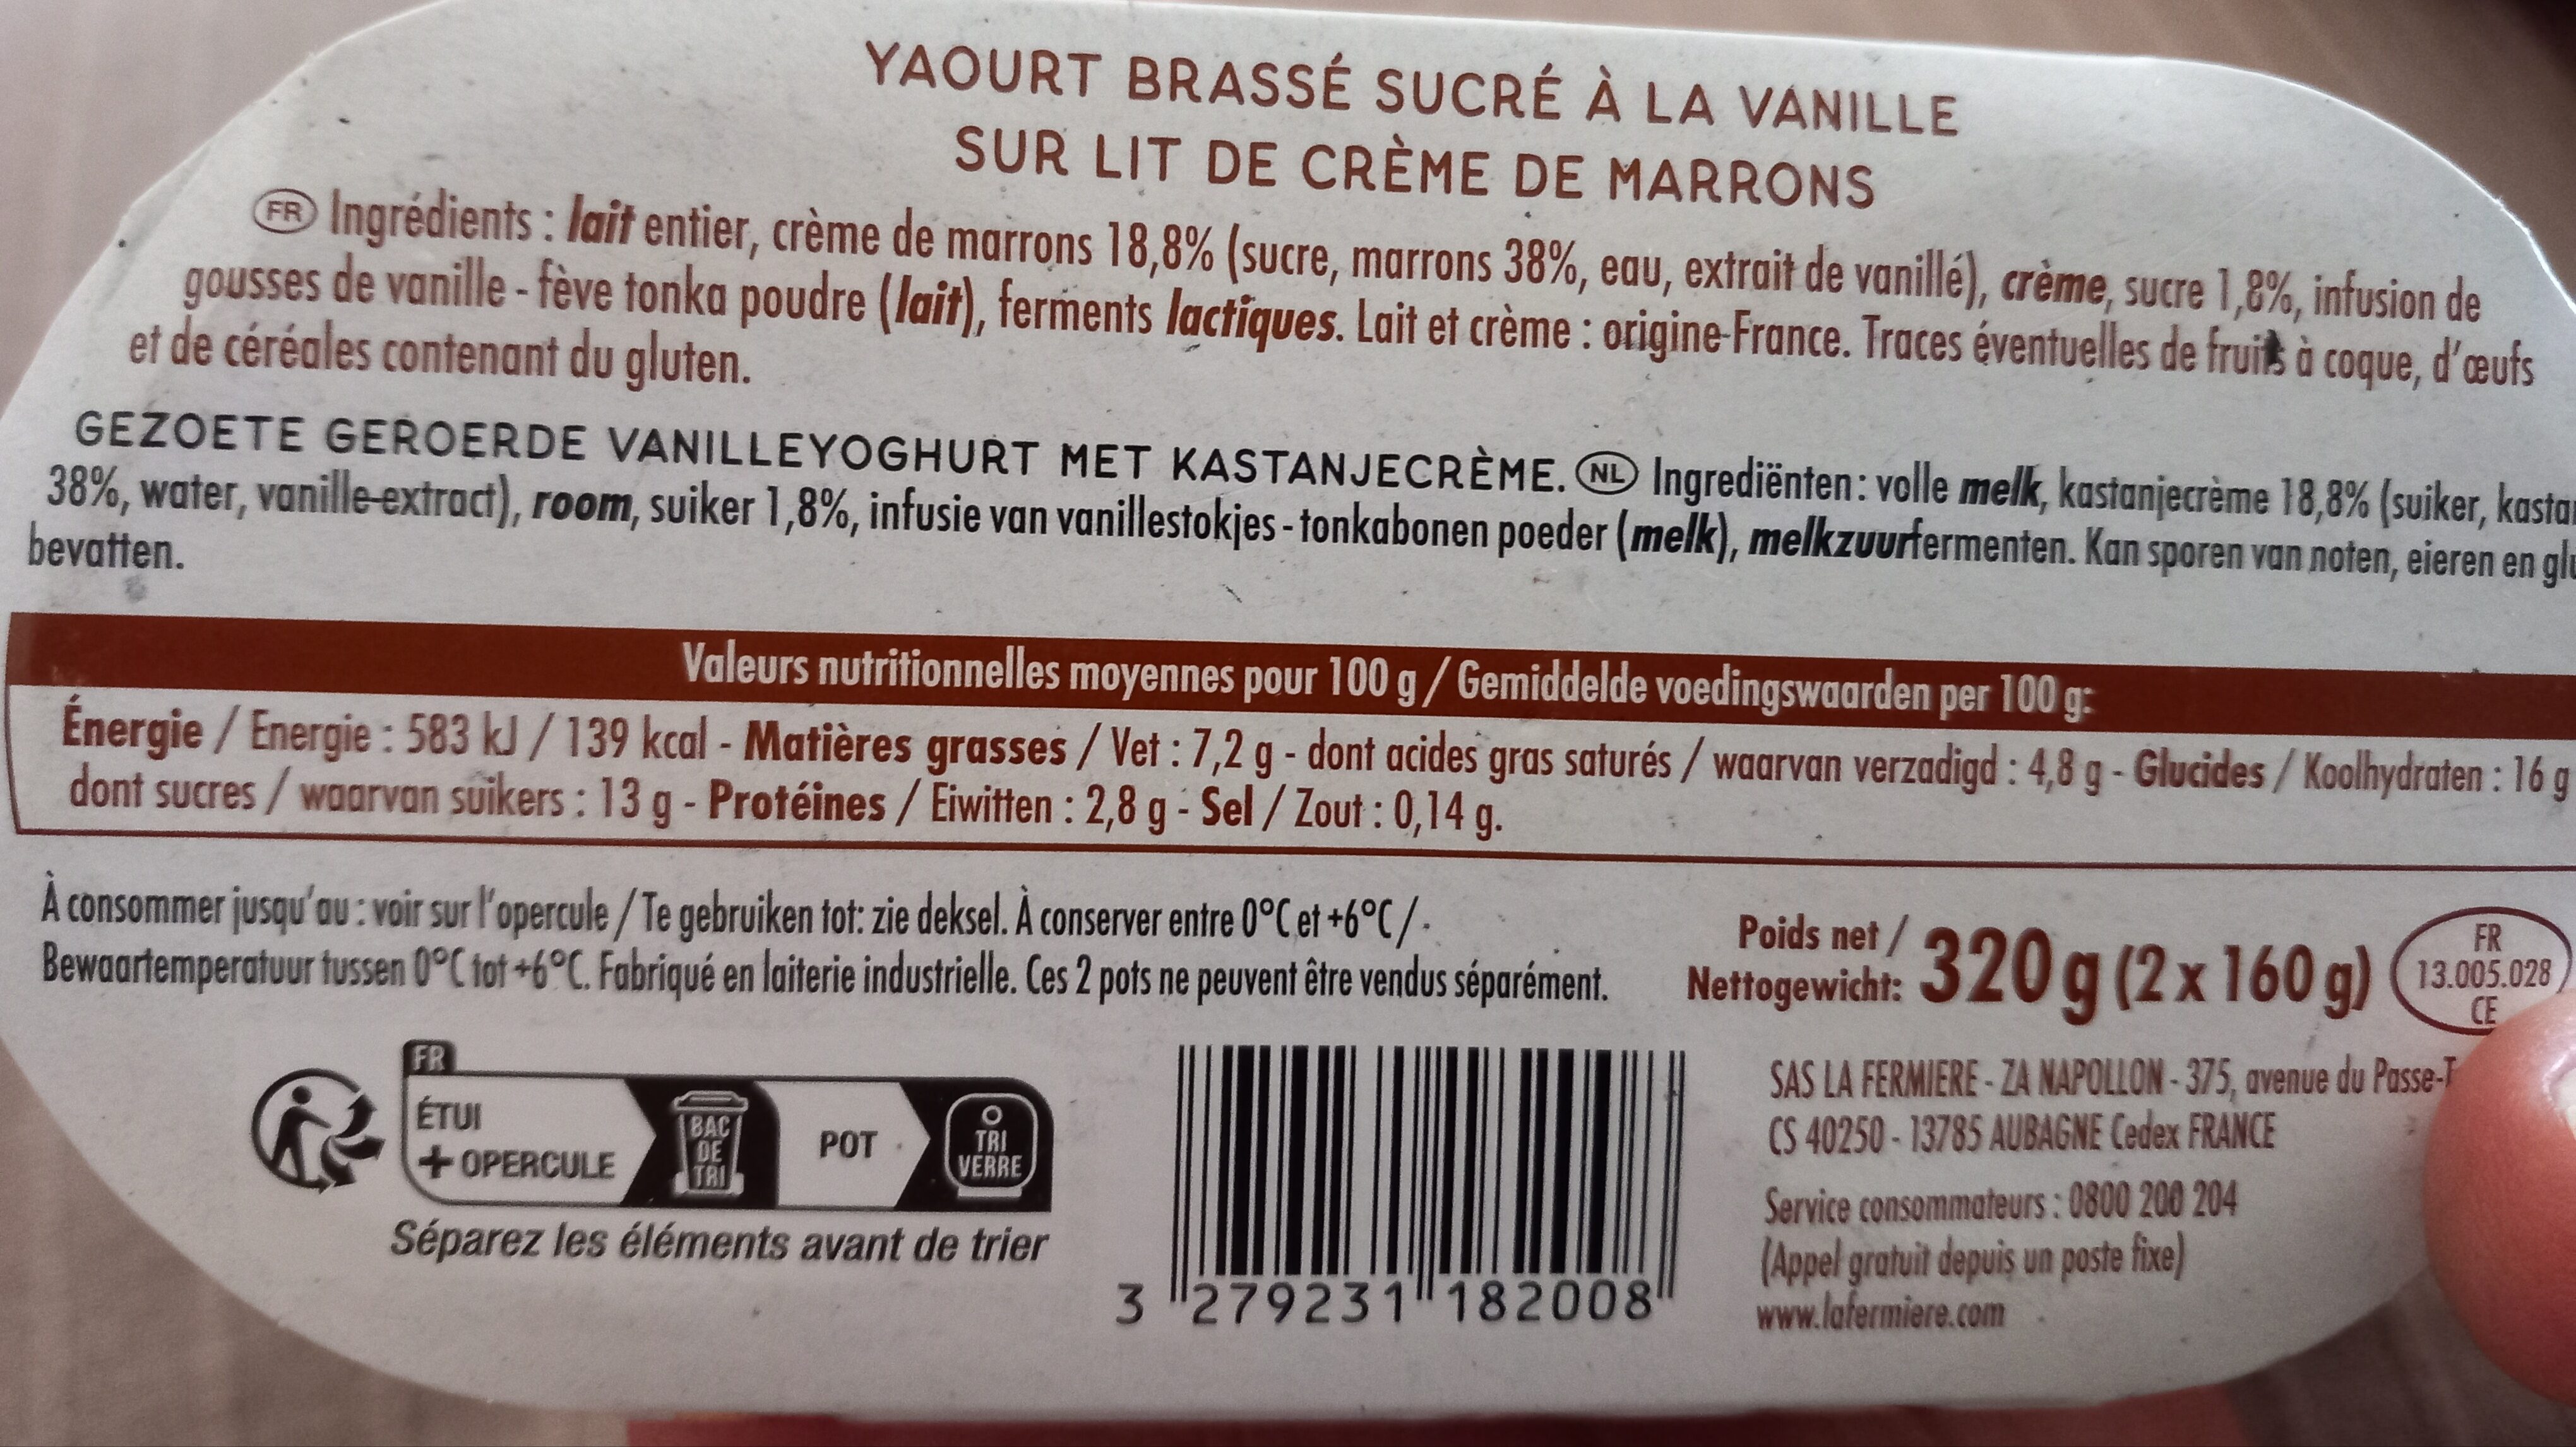 YAOURT BRASSÉ SUCRÉ À LA VANILLE
SUR LIT DE CRÈME DE MARRONS
FR Ingrédients : lait entier, crème de marrons 18,8% (sucre, marrons 38%, eau, extrait de vanille), crème, sucre 1,8%, infusion de
gousses de vanille - fève tonka poudre (lait), ferments lactiques. Lait et crème : origine France. Traces éventuelles de fruits à coque, d'œufs
et de céréales contenant du gluten.
GEZOETE GEROERDE VANILLEYOGHURT MET KASTANJECRÈME. NL Ingrediënten: volle melk, kastanjecrème 18,8% (suiker,
38%, water, vanille-extract), room, suiker 1,8%, infusie van vanillestokjes - tonkabonen poeder (melk), melkzuurfermenten. Kan sporen van noten, eieren en
bevatten.
Valeurs nutritionnelles moyennes pour 100 g / Gemiddelde voedingswaarden per 100 g:
Énergie / Energie : 583 kJ / 139 kcal - Matières grasses / Vet : 7,2 g - dont acides gras saturés / waarvan verzadigd : 4,8 g - Glucides / Koolhydraten : 16 g
dont sucres / waarvan suikers : 13 g - Protéines / Eiwitten : 2,8 g - Sel / Zout : 0,14 g.
À consommer jusqu'au : voir sur l'opercule / Te gebruiken tot: zie deksel. À conserver entre 0°C et +6°C /
Bewaartemperatuur tussen 0°C tot +6°C. Fabriqué en laiterie industrielle. Ces 2 pots ne peuvent être vendus séparément.
Poids net /
Nettogewicht: 320 g (2 x 160 g)
FR
13.005.028
CE
FR
ÉTUI
+ OPERCULE
BAC
DE
TRI
POT
TRI
VERRE
Séparez les éléments avant de trier
3 279231 182008
SAS LA FERMIERE - ZA NAPOLLON - 375, avenue du
CS 40250 - 13785 AUBAGNE Cedex FRANCE
Service consommateurs : 0800 200 204
(Appel gratuit depuis un poste fixe)
www.lafermiere.com